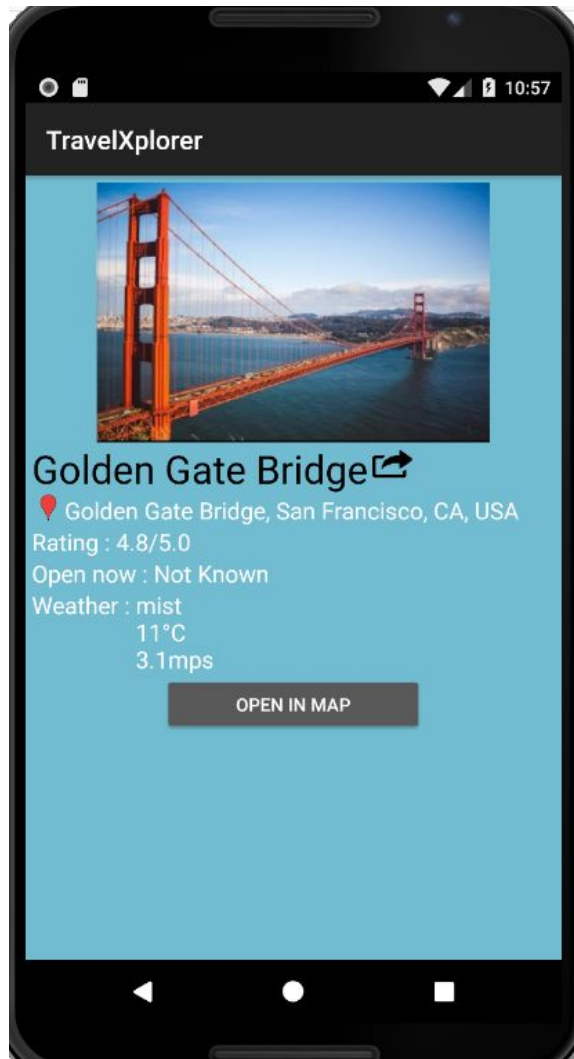 10:57
TravelXplorer
Golden Gate Bridge
Golden Gate Bridge, San Francisco, CA, USA
Rating : 4.8/5.0
Open now : Not Known
Weather : mist
11°C
3.1mps
OPEN IN MAP